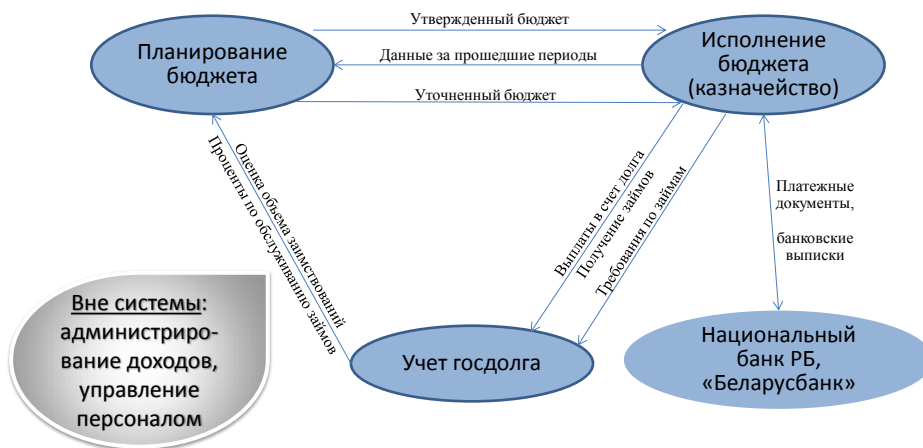 Утвержденный бюджет
Планирование
бюджета
Данные за прошедшие периоды
Исполнение
бюджета
(казначейство)
Уточненный бюджет
Оценка объема заимствований
Проценты по обслуживанию займов
Выплаты в счет долга
Получение займов
Требования по займам
Платежные
документы,
банковские
выписки
Вне системы:
администриро-
вание доходов,
управление
персоналом
Учет госдолга
Национальный
банк РБ,
«Беларусбанк»